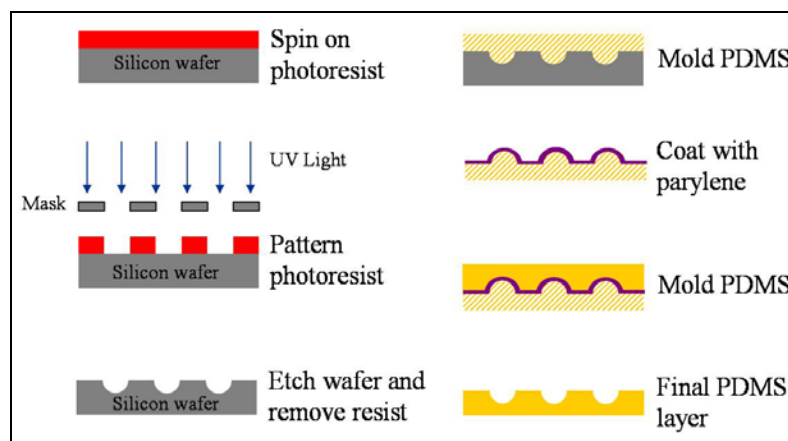 Silicon wafer
Spin on
photoresist
UV Light
Mask
Silicon wafer
Pattern
photoresist
Silicon wafer
Etch wafer and
remove resist
Mold PDMS
Coat with
parylene
Mold PDMS
Final PDMS
layer